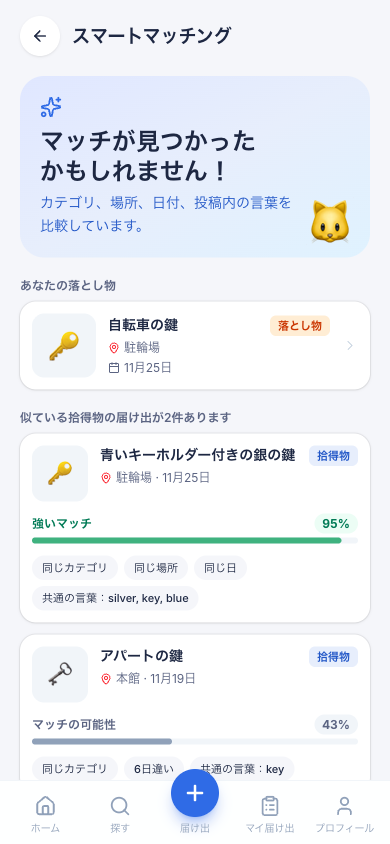 スマートマッチング
マッチが見つかった
かもしれません！
カテゴリ、場所、日付、投稿内の言葉を
比較しています。
あなたの落とし物
自転車の鍵
落とし物
駐輪場
11月25日
似ている拾得物の届け出が2件あります
青いキーホルダー付きの銀の鍵
拾得物
駐輪場 · 11月25日
強いマッチ
95%
同じカテゴリ
同じ場所
同じ日
共通の言葉：silver, key, blue
アパートの鍵
拾得物
本館 · 11月19日
マッチの可能性
43%
同じカテゴリ
6日違い
共通の言葉：key
ホーム
探す
届け出
マイ届け出
プロフィール